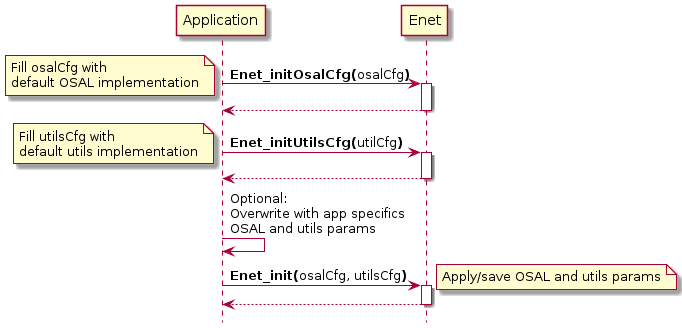 Application
Enet
Fill osalCfg with
default OSAL implementation
Enet_initOsalCfg(osalCfg)
Fill utilsCfg with
default utils implementation
Enet_initUtilsCfg(utilCfg)
Optional:
Overwrite with app specifics
OSAL and utils params
Enet_init(osalCfg, utilsCfg)
Apply/save OSAL and utils params